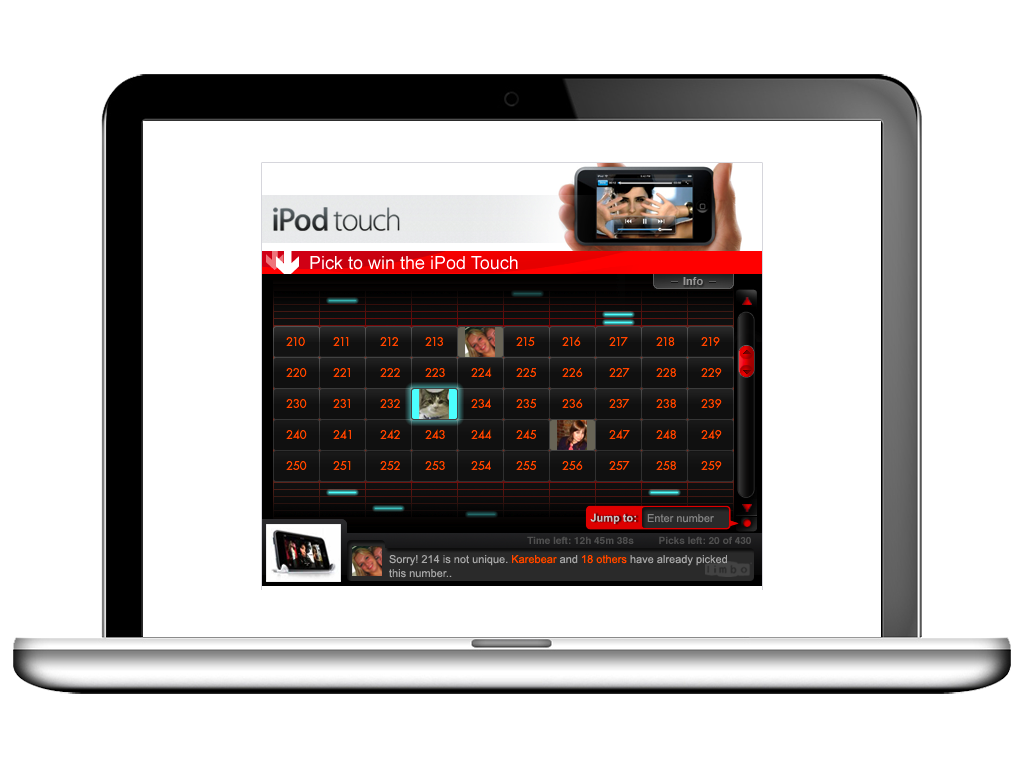 iPod touch
Pick to win the iPod Touch
Info
210 211 212 213 215 216 217 218 219
220 221 222 223 224 225 226 227 228 229
230 231 232 234 235 236 237 238 239
240 241 242 243 244 245 247 248 249
250 251 252 253 254 255 256 257 258 259
Jump to: Enter number
Time left: 12h 45m 38s Picks left: 20 of 430
Sorry! 214 is not unique. Karebear and 18 others have already picked
this number..
limbo